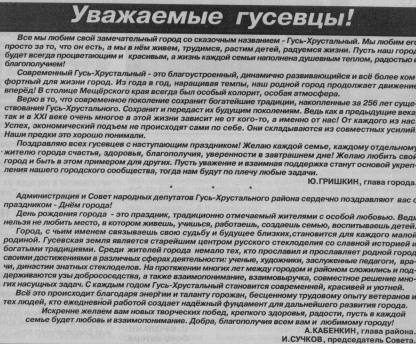 Уважаемые гусевцы!
Все мы любим свой замечательный город со сказочным названием - Гусь-Хрустальный. Мы любим его
просто за то, что он есть, а мы в нём живем, трудимся, растим детей, радуемся жизни. Пусть наш город
будет всегда процветающим и красивым, а жизнь каждой семьи наполнена душевным теплом, радостью и
благополучием!
Современный Гусь-Хрустальный - это благоустроенный, динамично развивающийся и всё более ком-
фортный для жизни город. Из года в год, наращивая темпы, наш родной город продолжает движение
вперёд! В столице Мещёрского края всегда был особый колорит, особая атмосфера.
Верю в то, что современное поколение сохранит богатейшие традиции, накопленные за 256 лет суще-
ствования Гусь-Хрустального. Сохранит и передаст их будущим поколениям. Ведь как в предыдущие века,
так и в XXI веке очень многое в этой жизни зависит не от кого-то, а именно от нас! От каждого из нас.
Успех, экономический подъем не происходят сами по себе. Они складываются из совместных усилий.
Наши предки это хорошо понимали.
Поздравляю всех гусевцев с наступающим праздником! Желаю каждой семье, каждому отдельному
жителю города счастья, здоровья, благополучия, уверенности в завтрашнем дне! Желаю любить свой
город и быть в этом примером для других. Пусть уважение и взаимная поддержка станут основой укреп-
ления нашего городского сообщества, тогда нам будут по плечу любые задачи.
Ю.ГРИШКИН, глава города.
* * *
Администрация и Совет народных депутатов Гусь-Хрустального района сердечно поздравляют вас с
праздником - Днём города!
День рождения города - это праздник, традиционно отмечаемый жителями с особой любовью. Ведь
нельзя не любить место, в котором живешь, учишься, работаешь, создаешь семью, воспитываешь детей.
Город, с чьим именем связываешь свою судьбу и будущее близких, становится для каждого малой
родиной. Гусевская земля является старейшим центром русского стеклоделия со славной историей и
богатыми традициями. Среди жителей города немало тех, кто прославил и прославляет родной город
своими достижениями в различных сферах деятельности: ученые, художники, заслуженные педагоги, вра-
чи, династии знатных стеклоделов. На протяжении многих лет между городом и районом сложились и под-
держиваются узы добрососедства, а также взаимопонимание, взаимовыручка, совместное решение мно-
гих насущных задач. С каждым годом Гусь-Хрустальный становится современней, красивей и уютней.
Всё это происходит благодаря энергии и таланту горожан, бесценному трудовому опыту ветеранов и
тех людей, кто ежедневной работой создает надёжный фундамент для дальнейшего развития города.
Искренне желаем вам новых творческих побед, крепкого здоровья, радости, пусть в каждой
семье будет любовь и взаимопонимание. Добра, благополучия всем вам и любимому городу!
А.КАБЕНКИН, глава района.
И.СУЧКОВ, председатель Совета.